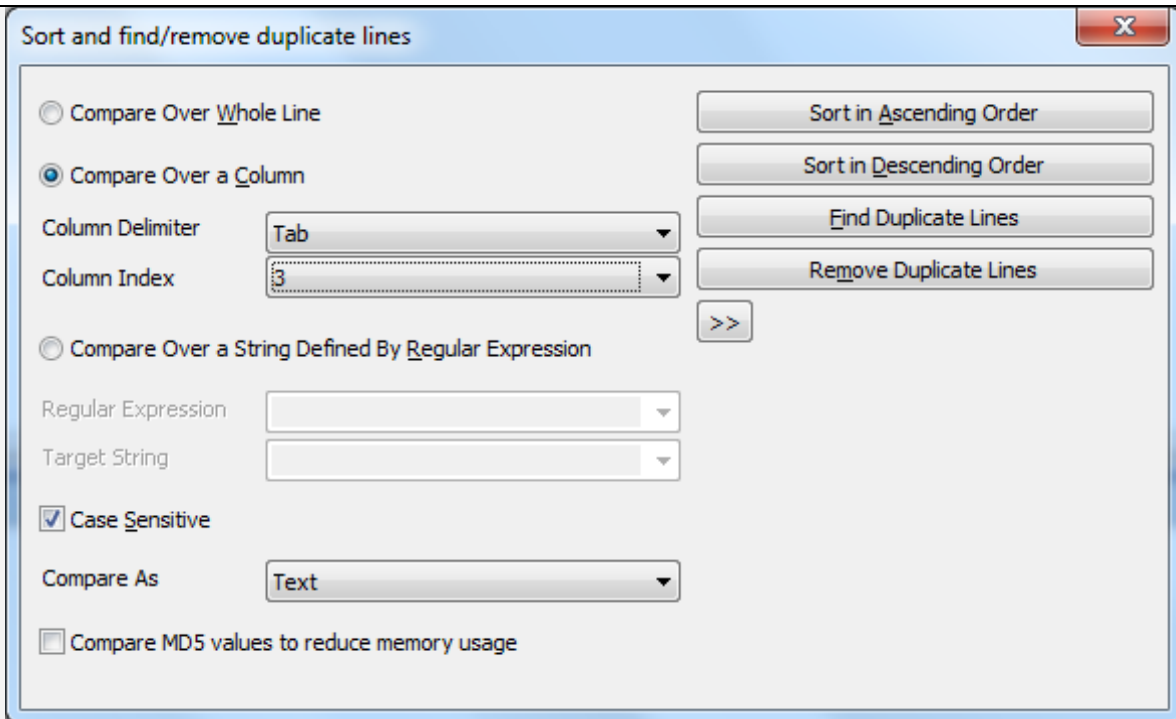 Sort and find/remove duplicate lines
X
Compare Over Whole Line
Compare Over a Column
Column Delimiter
Tab
Column Index
3
Compare Over a String Defined By Regular Expression
Regular Expression
Target String
Case Sensitive
Compare As
Text
Compare MD5 values to reduce memory usage
Sort in Ascending Order
Sort in Descending Order
Find Duplicate Lines
Remove Duplicate Lines
>>